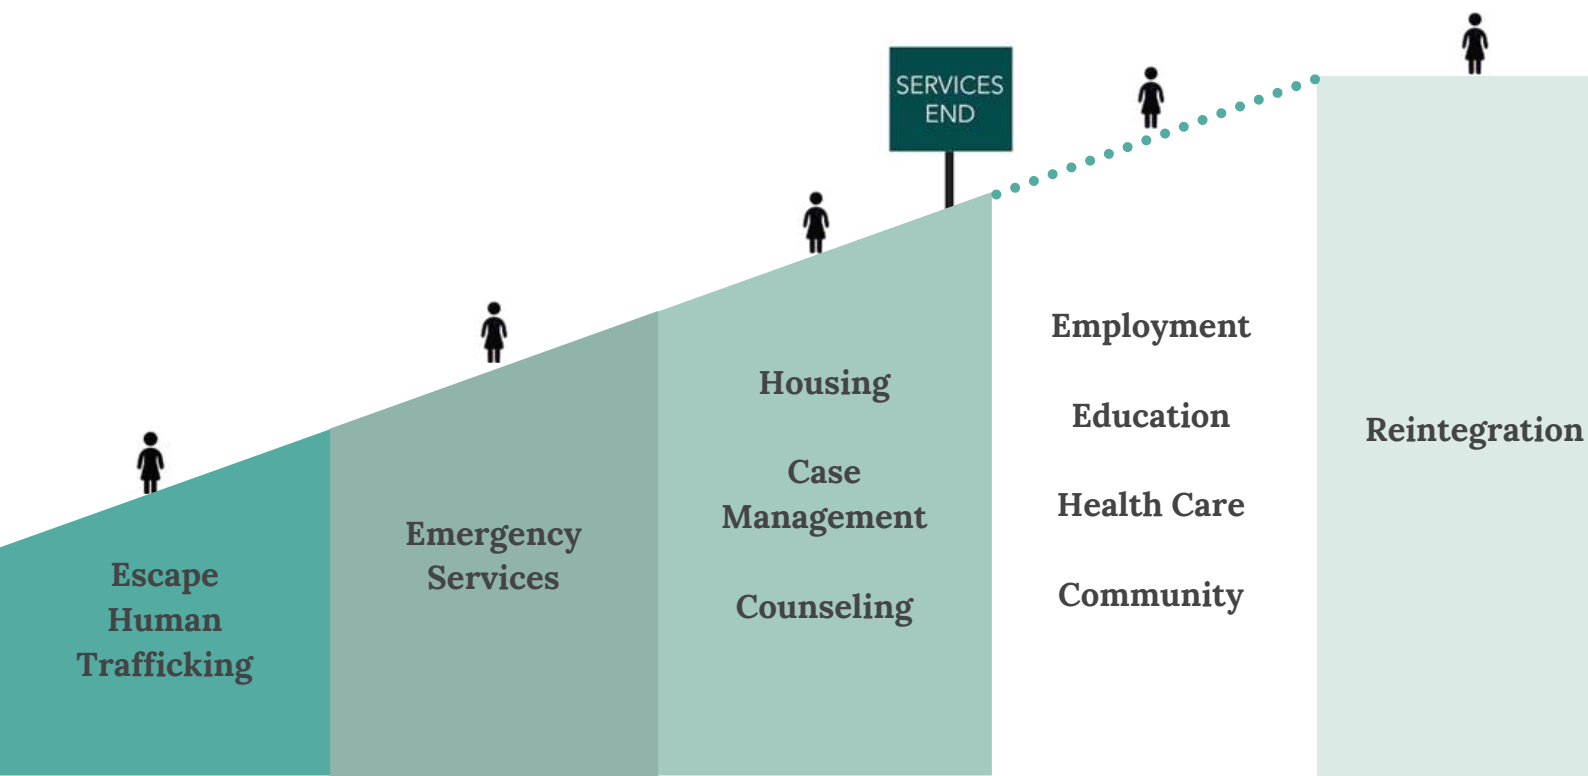 SERVICES
END
Escape
Human
Trafficking
Emergency
Services
Housing
Case
Management
Counseling
Employment
Education
Health Care
Community
Reintegration